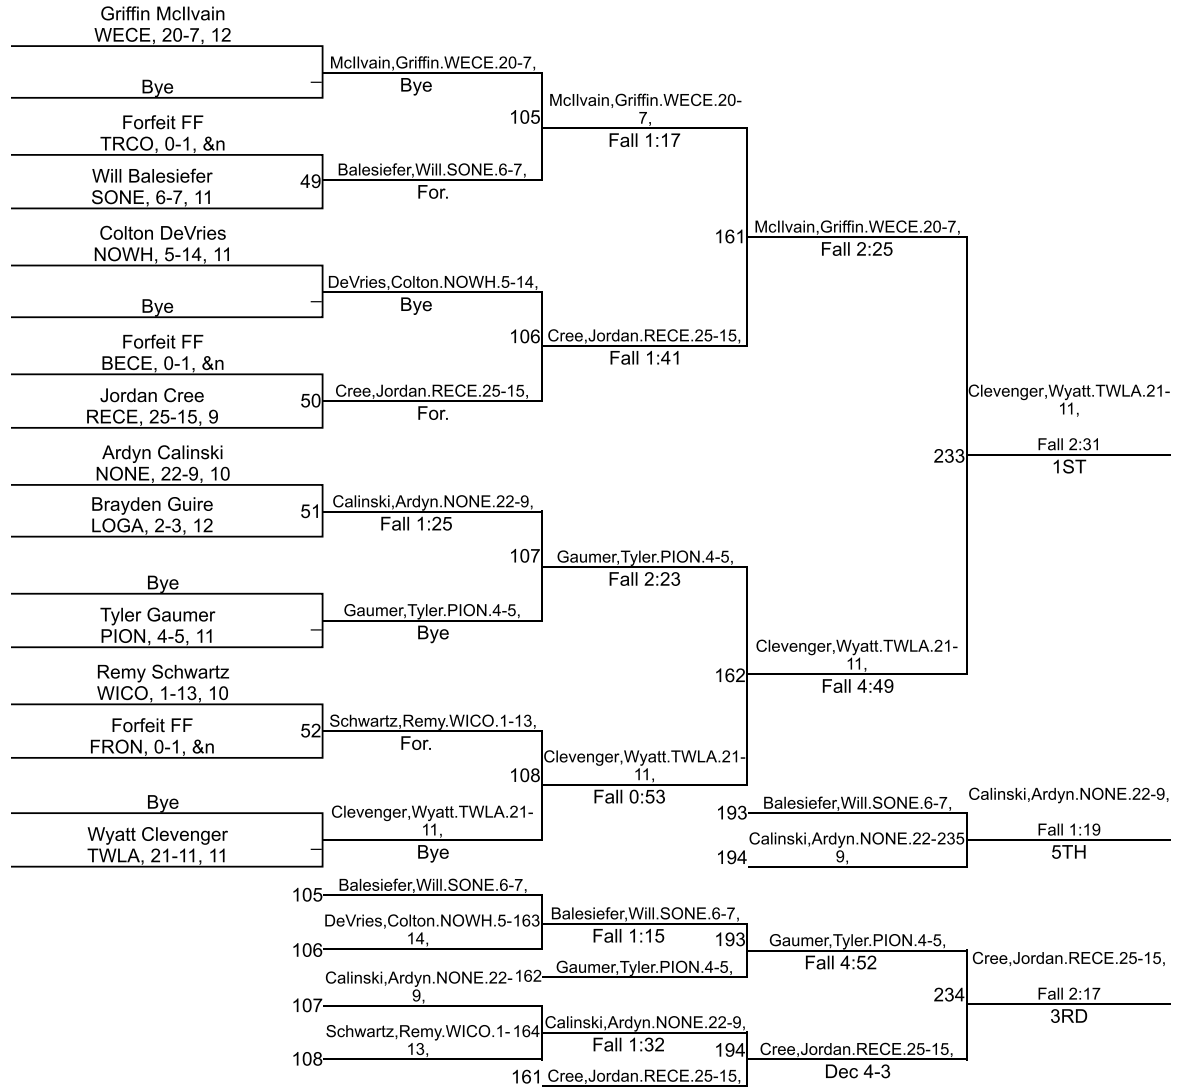 Griffin McIlvain
WECE, 20-7, 12
McIlvain,Griffin.WECE.20-7,
Bye
Bye
McIlvain,Griffin.WECE.20-
7,
105
Fall 1:17
Forfeit FF
TRCO, 0-1, &n
Balesiefer,Will.SONE.6-7,
Will Balesiefer
49
For.
SONE, 6-7, 11
Colton DeVries
NOWH, 5-14, 11
161
McIlvain,Griffin.WECE.20-7,
Fall 2:25
DeVries,Colton.NOWH.5-14,
Bye
Bye
Forfeit FF
BECE, 0-1, &n
106
Cree,Jordan.RECE.25-15,
Fall 1:41
Jordan Cree
RECE, 25-15, 9
50
Cree,Jordan.RECE.25-15,
For.
Clevenger,Wyatt.TWLA.21-
11,
233
Fall 2:31
1ST
Ardyn Calinski
NONE, 22-9, 10
Calinski,Ardyn.NONE.22-9,
Brayden Guire
51
LOGA, 2-3, 12
Fall 1:25
107
Gaumer,Tyler.PION.4-5,
Fall 2:23
Bye
Tyler Gaumer
PION, 4-5, 11
Gaumer,Tyler.PION.4-5,
Bye
Clevenger,Wyatt.TWLA.21-
11,
162
Fall 4:49
Remy Schwartz
WICO, 1-13, 10
Forfeit FF
FRON, 0-1, &n
52
Schwartz,Remy.WICO.1-13,
For.
Clevenger,Wyatt.TWLA.21-
11,
108
Fall 0:53
Bye
Wyatt Clevenger
TWLA, 21-11, 11
Clevenger,Wyatt.TWLA.21-
11,
Bye
193
Balesiefer,Will.SONE.6-7,
Calinski,Ardyn.NONE.22-9,
Calinski,Ardyn.NONE.22-
9,
194
235
Fall 1:19
5TH
105
Balesiefer,Will.SONE.6-7,
DeVries,Colton.NOWH.5-
14,
106
163
Balesiefer,Will.SONE.6-7,
Fall 1:15
193
162
Gaumer,Tyler.PION.4-5,
Gaumer,Tyler.PION.4-5,
Fall 4:52
Calinski,Ardyn.NONE.22-
9,
107
Schwartz,Remy.WICO.1-
13,
108
164
Calinski,Ardyn.NONE.22-9,
Fall 1:32
194
161
Cree,Jordan.RECE.25-15,
Cree,Jordan.RECE.25-15,
Dec 4-3
234
Cree,Jordan.RECE.25-15,
Fall 2:17
3RD